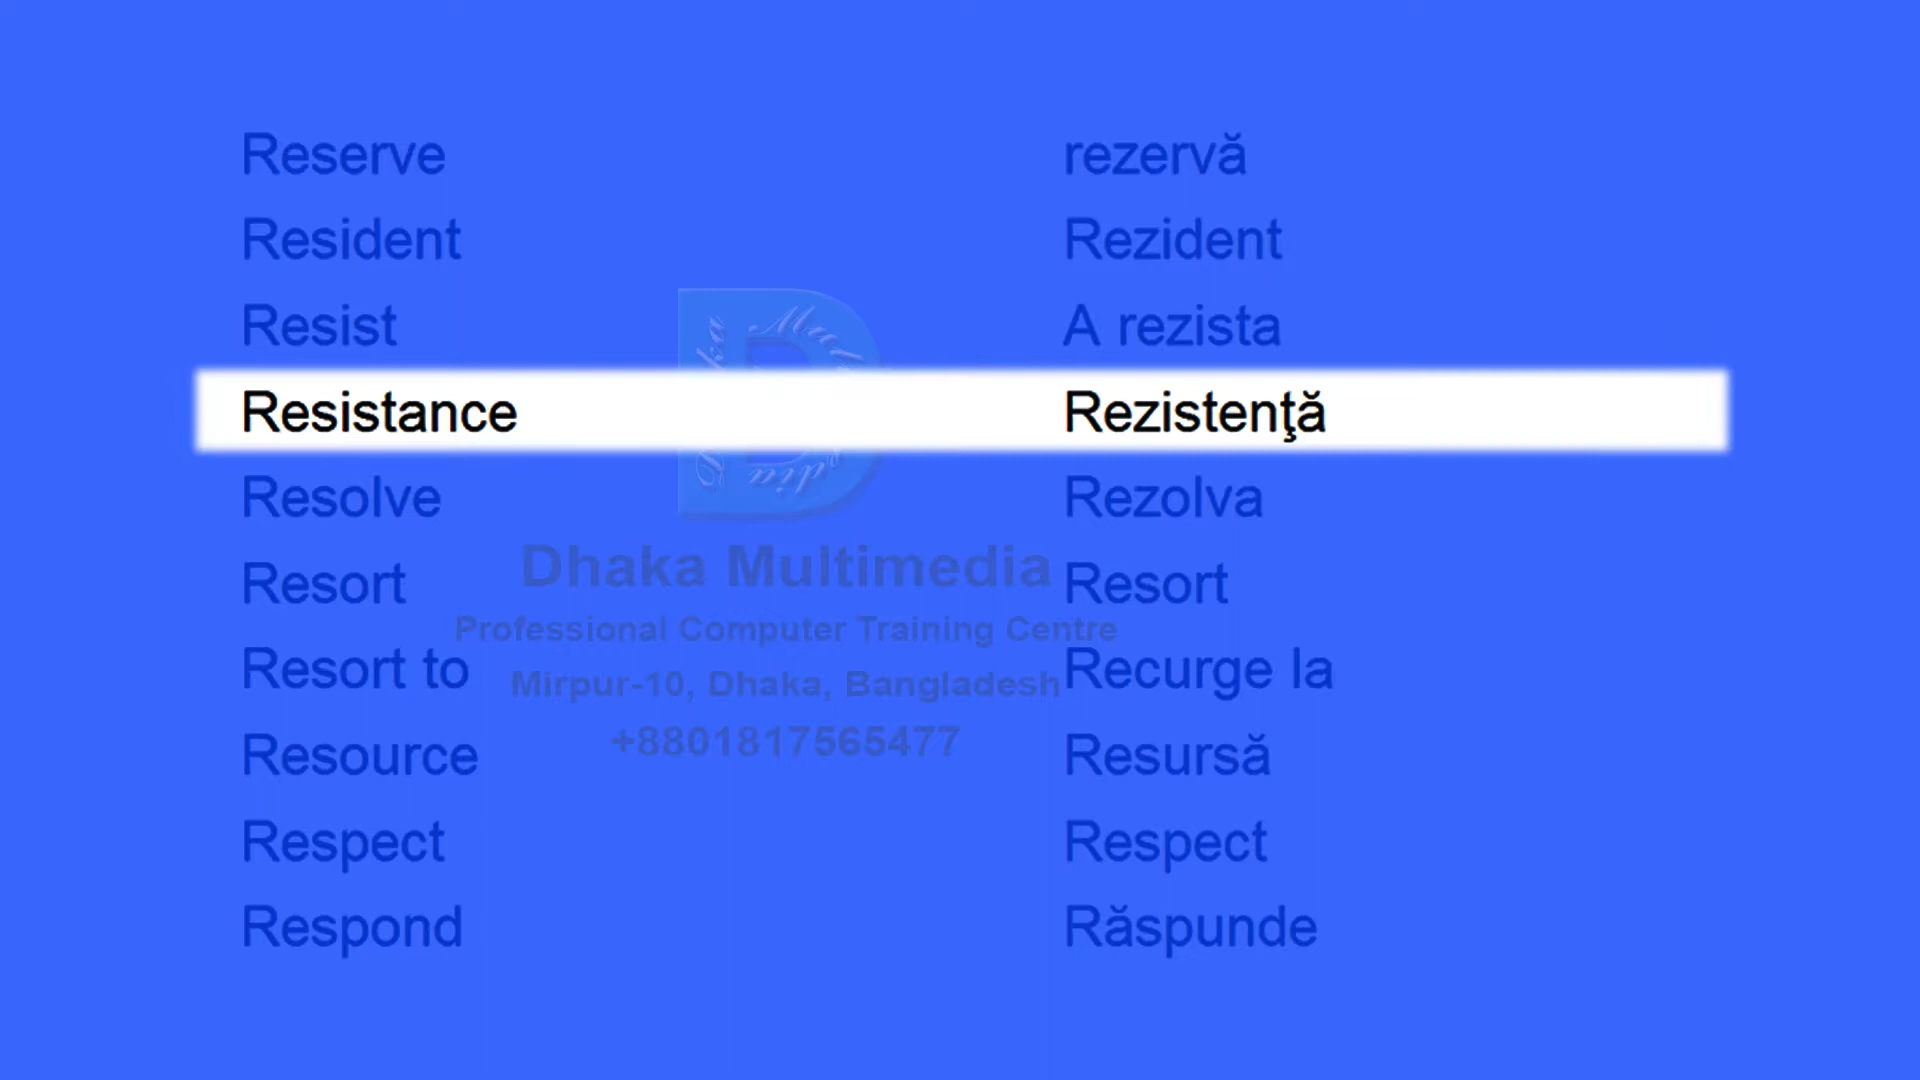 Reserve rezervă
Resident Rezident
Resist A rezista
Resistance Rezistenţă
Resolve Rezolva
Resort Resort
Resort to Recurge la
Resource Resursă
Respect Respect
Respond Răspunde
Dhaka Multimedia
Professional Computer Training Centre
Mirpur-10, Dhaka, Bangladesh
+8801817565477